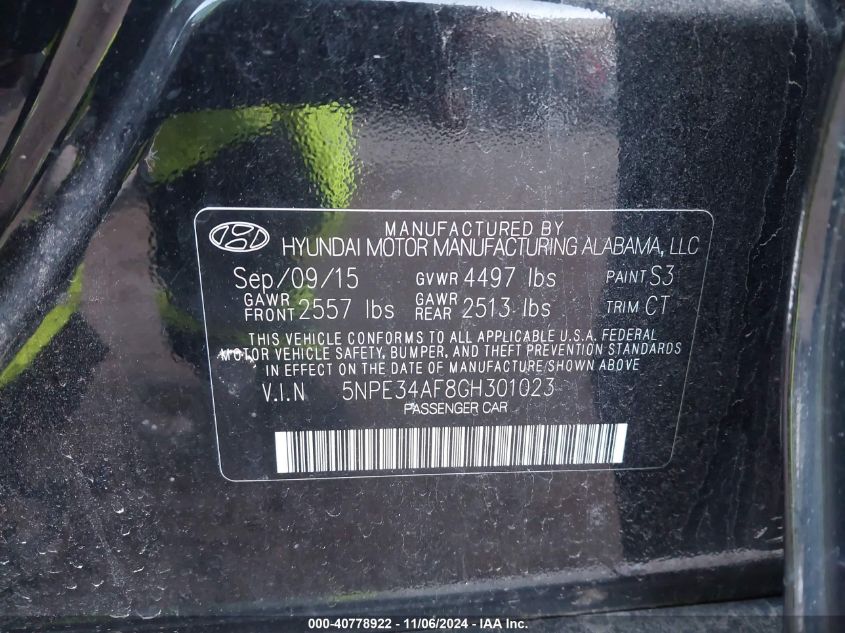 MANUFACTURED BY
HYUNDAI MOTOR MANUFACTURING ALABAMA, LLC
Sep/09/15 GVWR 4497 lbs PAINT S3
GAWR FRONT 2557 lbs GAWR REAR 2513 lbs TRIM CT
THIS VEHICLE CONFORMS TO ALL APPLICABLE U.S.A. FEDERAL
MOTOR VEHICLE SAFETY, BUMPER, AND THEFT PREVENTION STANDARDS
IN EFFECT ON THE DATE OF MANUFACTURE SHOWN ABOVE
V.I.N 5NPE34AF8GH301023
PASSENGER CAR
000-40778922 - 11/06/2024 - IAA Inc.